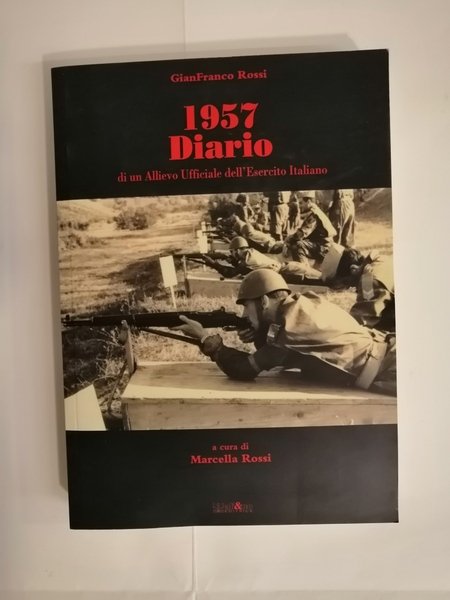 GianFranco Rossi
1957
Diario
di un Allievo Ufficiale dell'Esercito Italiano
a cura di
Marcella Rossi